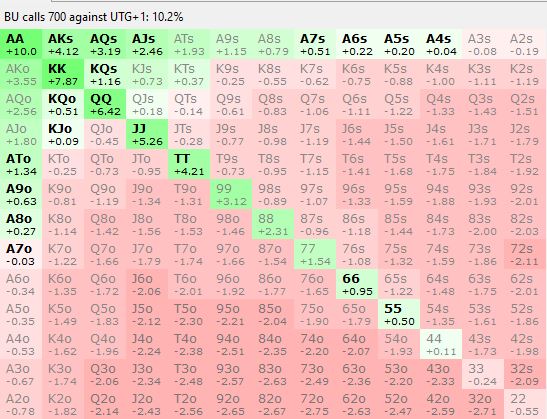 BU calls 700 against UTG+1: 10.2%
AA AKs AQs AJs ATs A9s A8s A7s A6s A5s A4s A3s A2s
+10.0 +4.12 +3.19 +2.46 +1.93 +1.15 +0.79 +0.51 +0.22 +0.20 +0.04 -0.08 -0.19
AKo KK KQs KJs KTs K9s K8s K7s K6s K5s K4s K3s K2s
+3.55 +7.87 +1.16 +0.73 +0.37 -0.25 -0.55 -0.62 -0.75 -0.88 -1.00 -1.11 -1.19
AQo KQo QQ QJs QTs Q9s Q8s Q7s Q6s Q5s Q4s Q3s Q2s
+2.56 +0.51 +6.42 +0.18 -0.14 -0.61 -0.83 -1.06 -1.11 -1.22 -1.33 -1.43 -1.51
AJo KJo QJo JJ JTs J9s J8s J7s J6s J5s J4s J3s J2s
+1.80 +0.09 -0.45 +5.26 -0.28 -0.77 -0.98 -1.19 -1.44 -1.50 -1.61 -1.71 -1.79
ATo KTo QTo JTo TT T9s T8s T7s T6s T5s T4s T3s T2s
+1.34 -0.25 -0.73 -0.95 +4.21 -0.73 -0.95 -1.15 -1.41 -1.68 -1.75 -1.84 -1.92
A9o K9o Q9o J9o T9o 99 98s 97s 96s 95s 94s 93s 92s
+0.63 -0.81 -1.19 -1.34 -1.31 +3.12 -0.89 -1.07 -1.33 -1.59 -1.88 -1.93 -2.01
A8o K8o Q8o J8o T8o 98o 88 87s 86s 85s 84s 83s 82s
+0.27 -1.14 -1.42 -1.56 -1.53 -1.46 +2.31 -0.96 -1.18 -1.44 -1.73 -2.00 -2.03
A7o K7o Q7o J7o T7o 97o 87o 77 76s 75s 74s 73s 72s
-0.03 -1.22 -1.66 -1.79 -1.74 -1.66 -1.54 +1.54 -1.08 -1.32 -1.59 -1.86 -2.11
A6o K6o Q6o J6o T6o 96o 86o 76o 66 65s 64s 63s 62s
-0.34 -1.35 -1.72 -2.06 -2.01 -1.92 -1.77 -1.65 +0.95 -1.22 -1.48 -1.75 -2.01
A5o K5o Q5o J5o T5o 95o 85o 75o 65o 55 54s 53s 52s
-0.35 -1.49 -1.83 -2.12 -2.30 -2.21 -2.04 -1.90 -1.79 +0.50 -1.35 -1.61 -1.86
A4o K4o Q4o J4o T4o 94o 84o 74o 64o 54o 44 43s 42s
-0.53 -1.62 -1.96 -2.24 -2.38 -2.51 -2.35 -2.20 -2.07 -1.93 +0.11 -1.73 -1.98
A3o K3o Q3o J3o T3o 93o 83o 73o 63o 53o 43o 33 32s
-0.67 -1.74 -2.06 -2.34 -2.48 -2.57 -2.63 -2.49 -2.36 -2.20 -2.33 -0.24 -2.09
A2o K2o Q2o J2o T2o 92o 82o 72o 62o 52o 42o 32o 22
-0.78 -1.82 -2.14 -2.43 -2.56 -2.65 -2.67 -2.75 -2.63 -2.47 -2.59 -2.71 -0.55